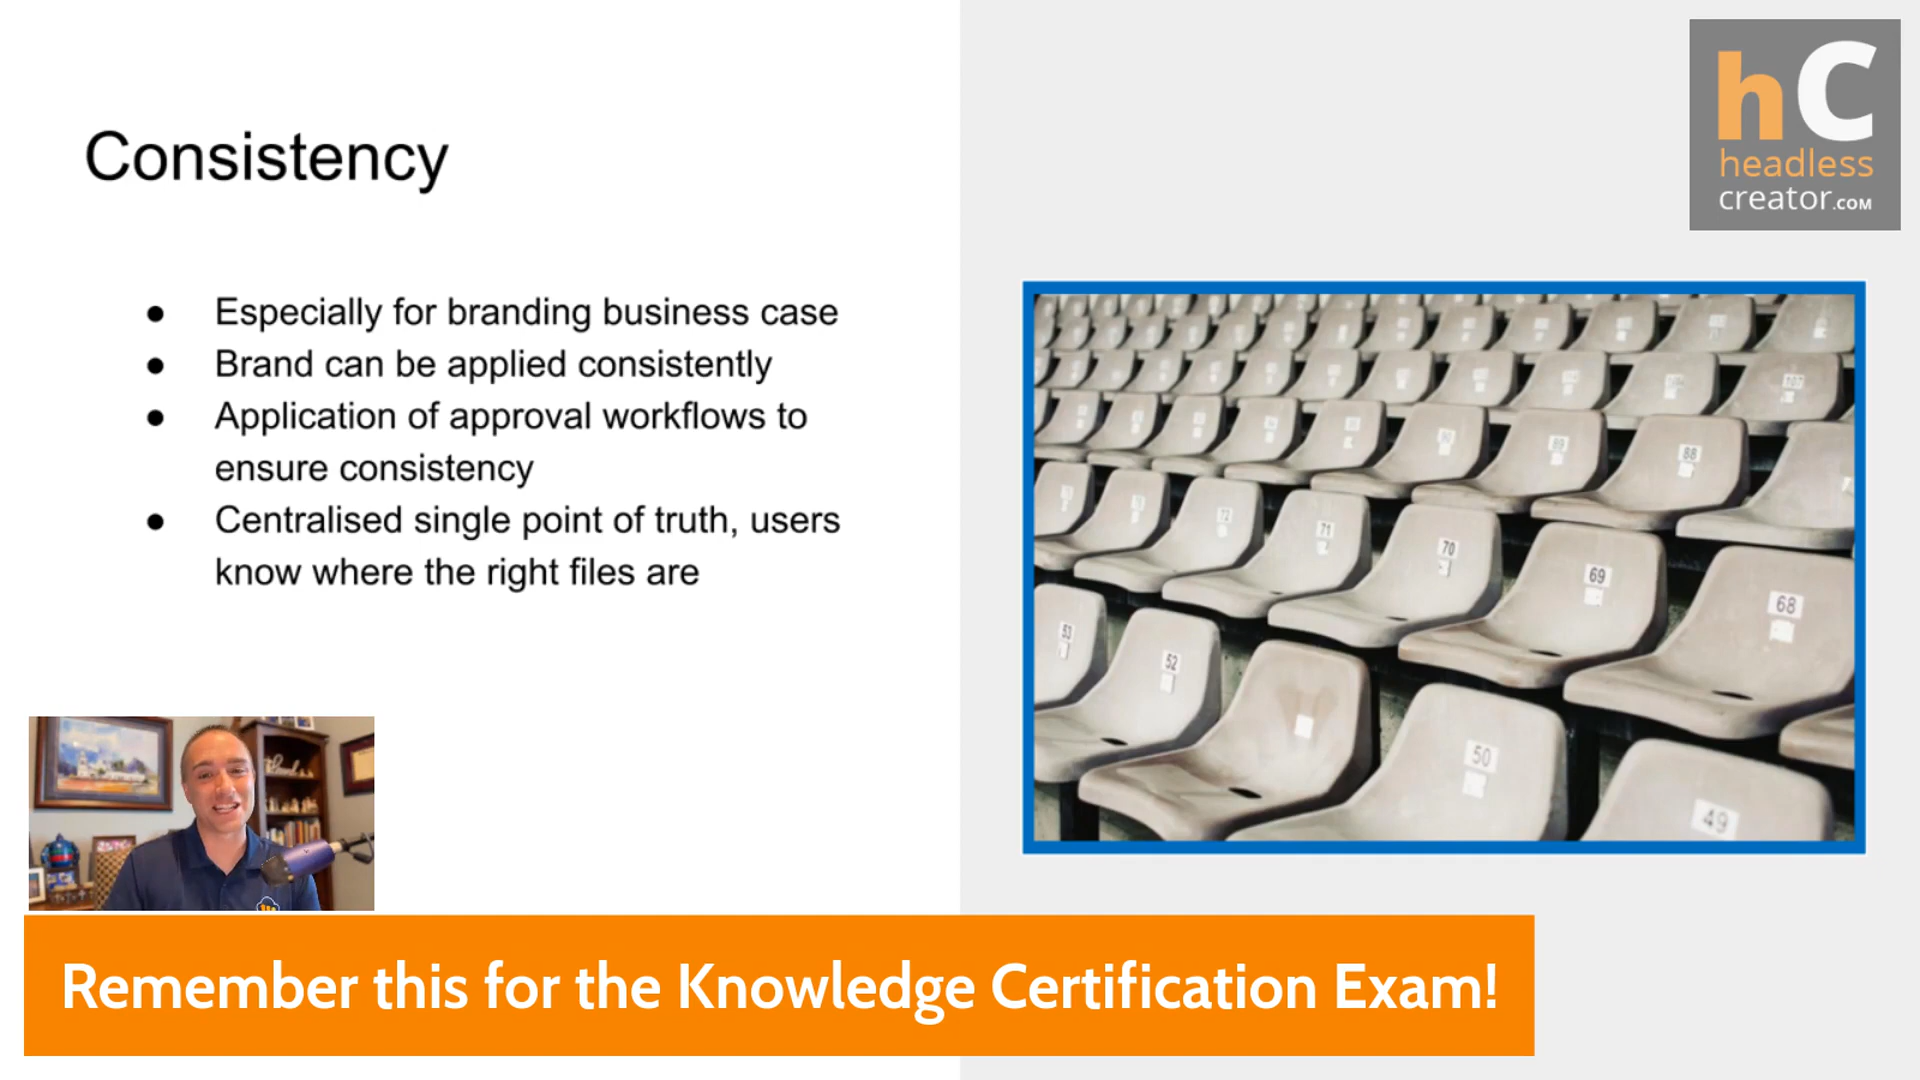 hC
headless
creator.COM
Consistency
● Especially for branding business case
● Brand can be applied consistently
● Application of approval workflows to
ensure consistency
● Centralised single point of truth, users
know where the right files are
88
72
71
70
69
68
53
52
50
49
Remember this for the Knowledge Certification Exam!